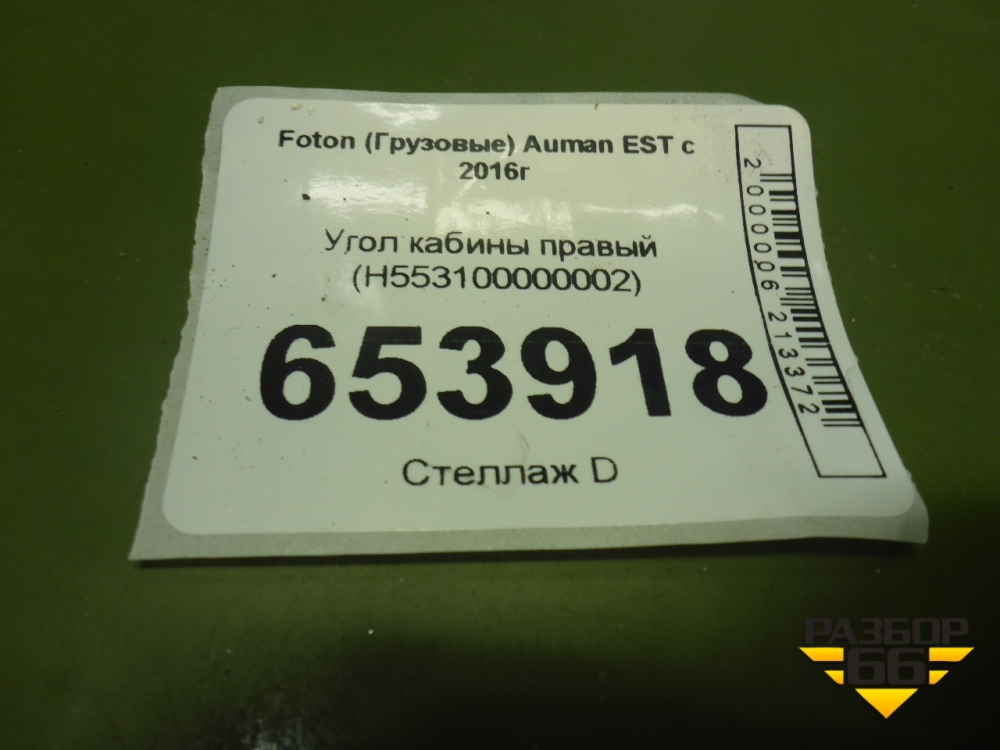 Foton (Грузовые) Auman EST с
2016г
Угол кабины правый
(H553100000002)
653918
Стеллаж D
2000006213372
РАЗБОР
66